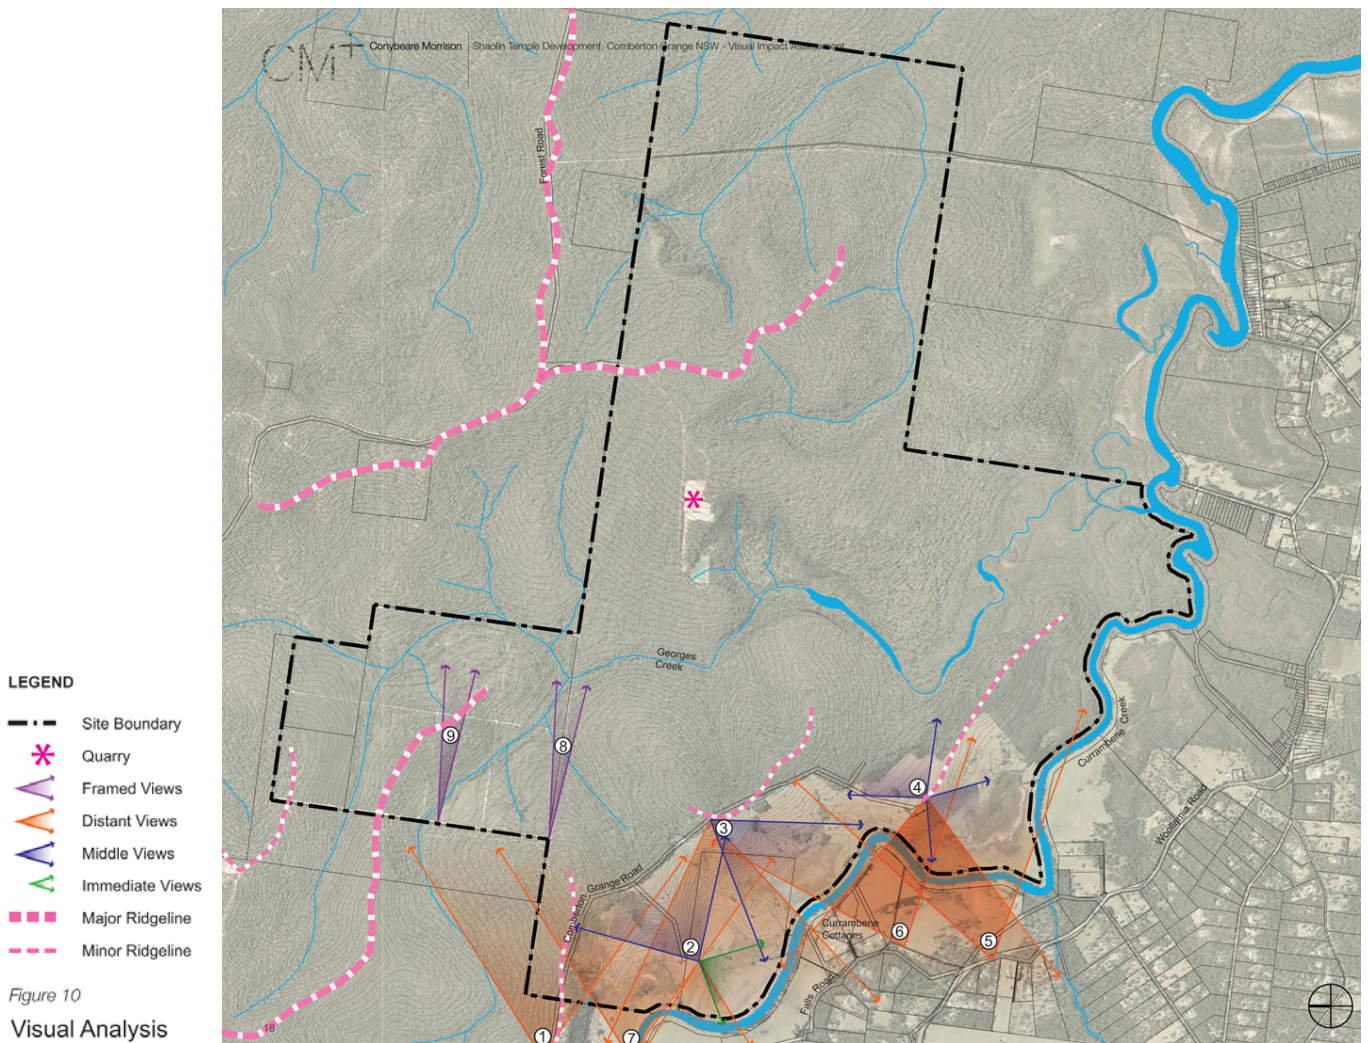 CM+ Conybeare Morrison | Shaolin Temple Development, Comberton Grange NSW - Visual Impact Assessment
Forest Road
Georges
Creek
9
8
4
3
Currambene
Creek
Woollamia Road
Grange Road
Comberton
Currambene
Cottages
2
6
5
Falls Road
1
7
18
LEGEND
Site Boundary
Quarry
Framed Views
Distant Views
Middle Views
Immediate Views
Major Ridgeline
Minor Ridgeline
Figure 10
Visual Analysis